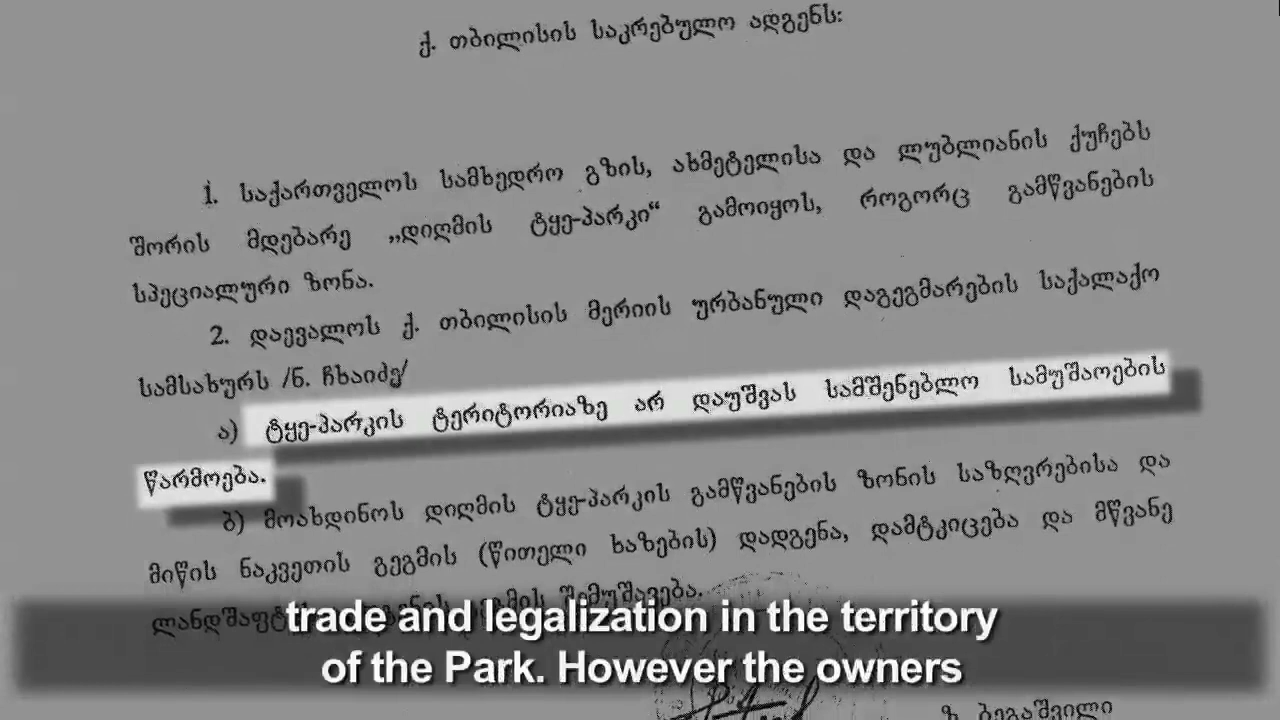 ქ. თბილისის საკრებულო ადგენს:
1. საქართველოს სამხედრო გზის, ახმეტელისა და ლუბლიანის ქუჩებს
შორის მდებარე „დიღმის ტყე-პარკი“ გამოიყოს, როგორც გამწვანების
სპეციალური ზონა.
2. დაევალოს ქ. თბილისის მერიის ურბანული დაგეგმარების საქალაქო
სამსახურს /ნ. ჩხაიძე/
ა) ტყე-პარკის ტერიტორიაზე არ დაუშვას სამშენებლო სამუშაოების
წარმოება.
ბ) მოახდინოს დიღმის ტყე-პარკის გამწვანების ზონის საზღვრებისა და
მიწის ნაკვეთის გეგმის (წითელი ხაზების) დადგენა, დამტკიცება და მწვანე
შემუშავება.
trade and legalization in the territory
of the Park. However the owners
ზ. ბეგაშვილი